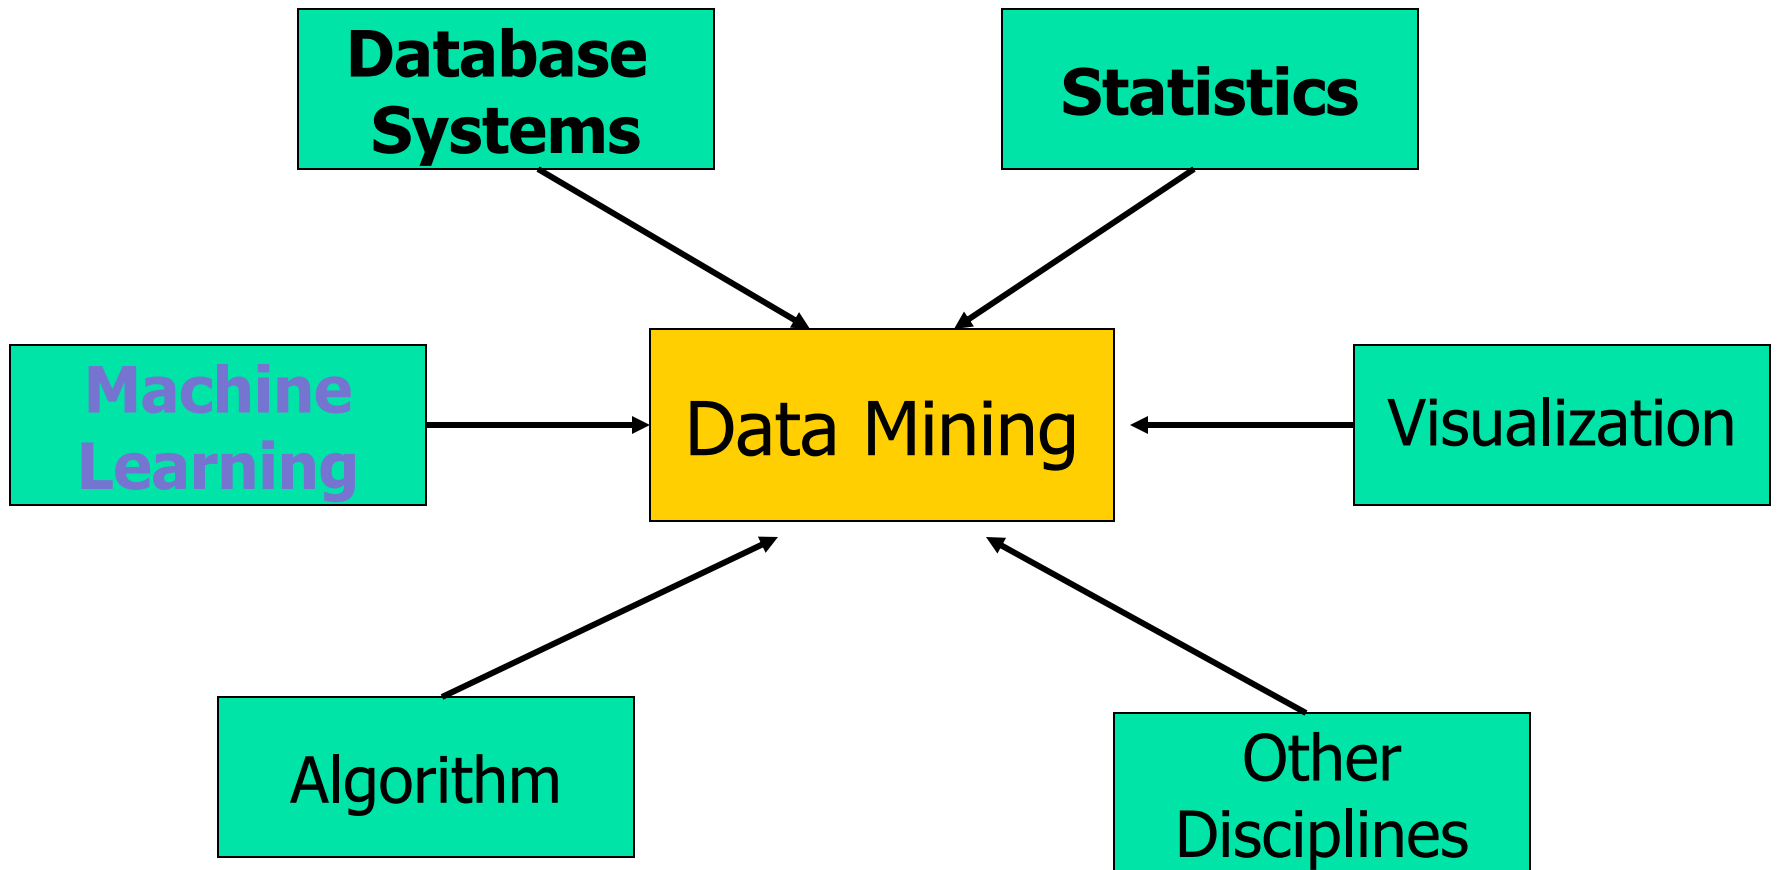 Database
Systems
Statistics
Machine
Learning
Data Mining
Visualization
Algorithm
Other
Disciplines